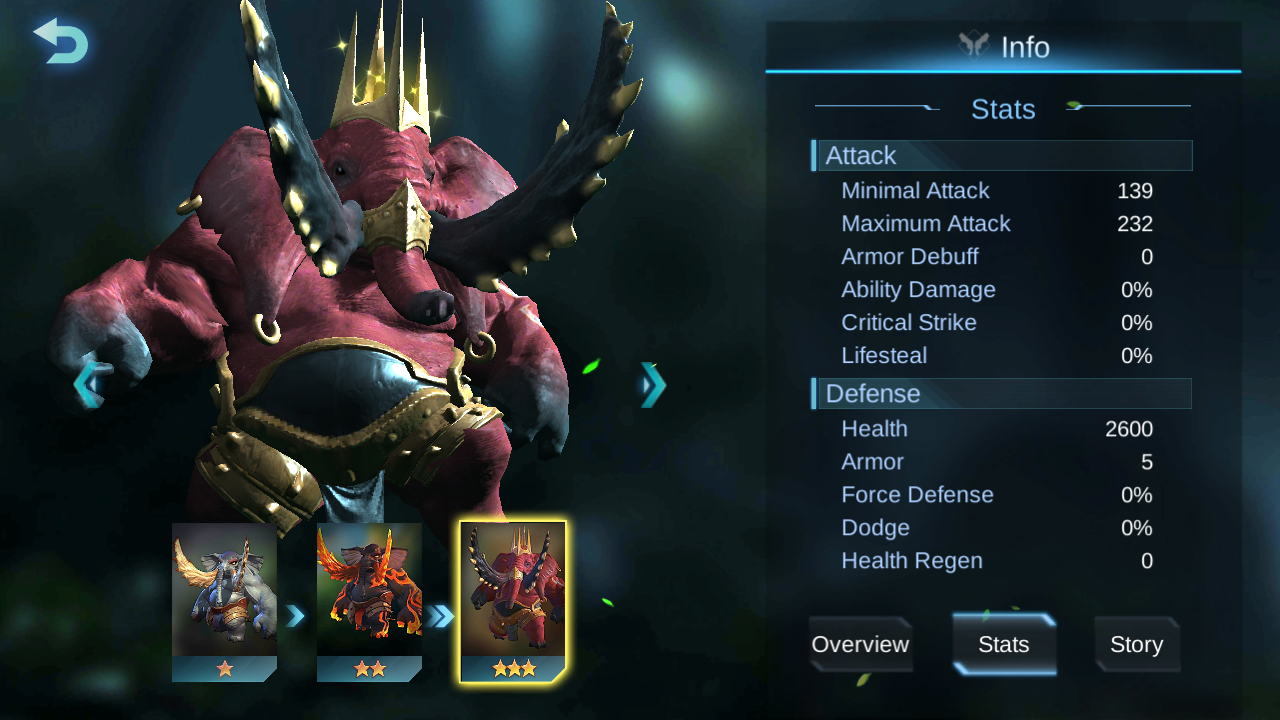 Info
Stats
Attack
Minimal Attack 139
Maximum Attack 232
Armor Debuff 0
Ability Damage 0%
Critical Strike 0%
Lifesteal 0%
Defense
Health 2600
Armor 5
Force Defense 0%
Dodge 0%
Health Regen 0
Overview Stats Story